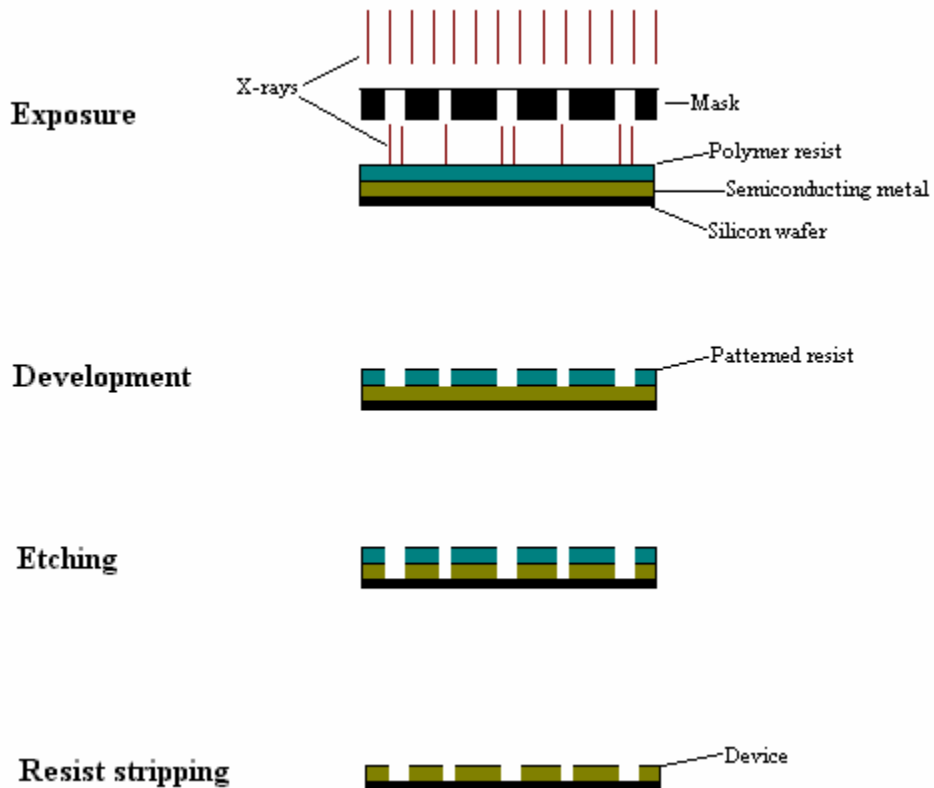 X-rays
Exposure
Mask
Polymer resist
Semiconducting metal
Silicon wafer
Development
Patterned resist
Etching
Resist stripping
Device